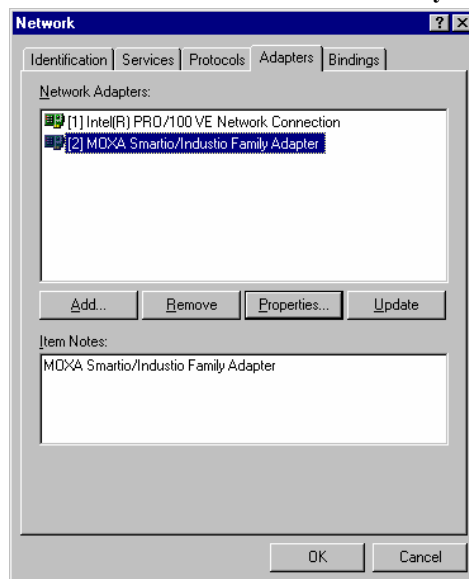 Network
Identification Services Protocols Adapters Bindings
Network Adapters:
[1] Intel(R) PRO/100 VE Network Connection
[2] MOXA Smartio/Industio Family Adapter
Add... Remove Properties... Update
Item Notes:
MOXA Smartio/Industio Family Adapter
OK Cancel